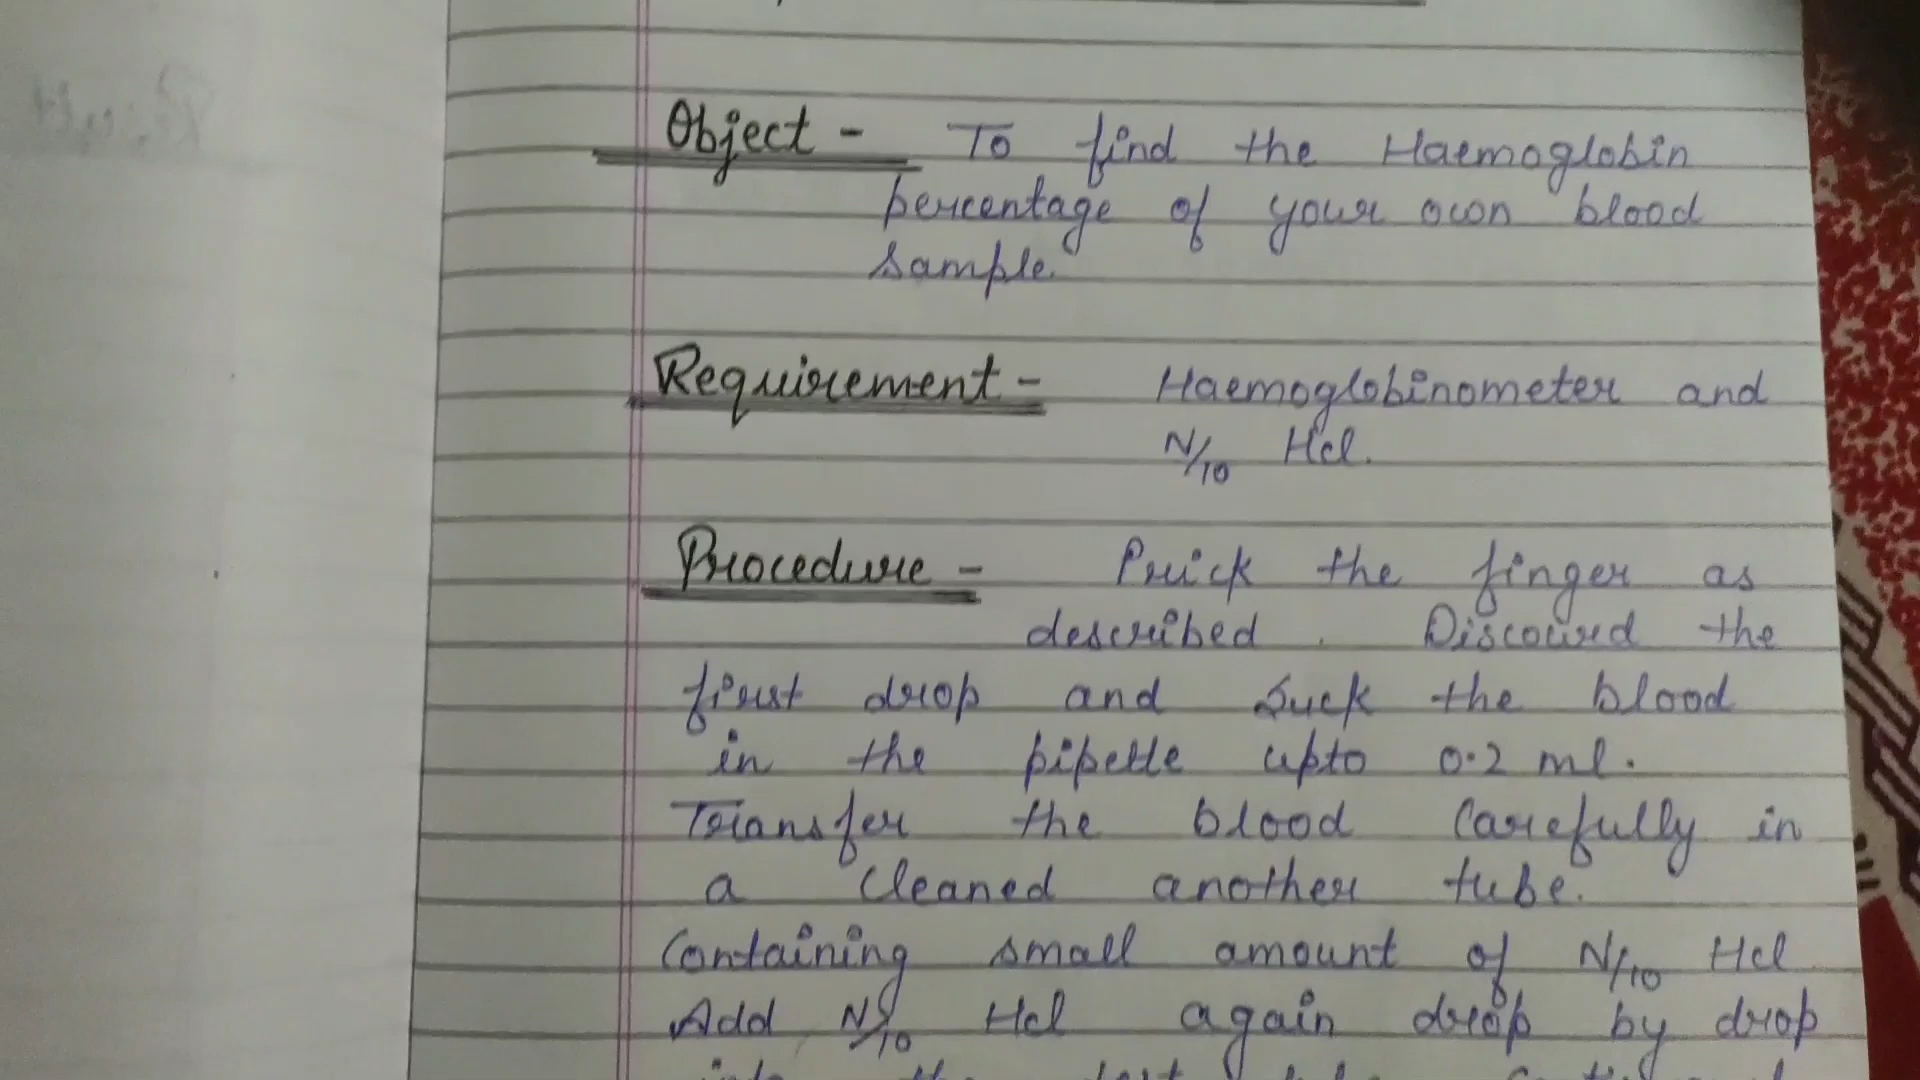 Object - To find the Haemoglobin
percentage of your own blood
sample.
Requirement - Haemoglobinometer and
N/10 Hcl.
Procedure - Prick the finger as
described. Discard the
first drop and Suck the blood
in the pipette upto 0.2 ml.
Transfer the blood carefully in
a cleaned another tube.
Containing small amount of N/10 Hcl
Add N/10 Hcl again drop by drop